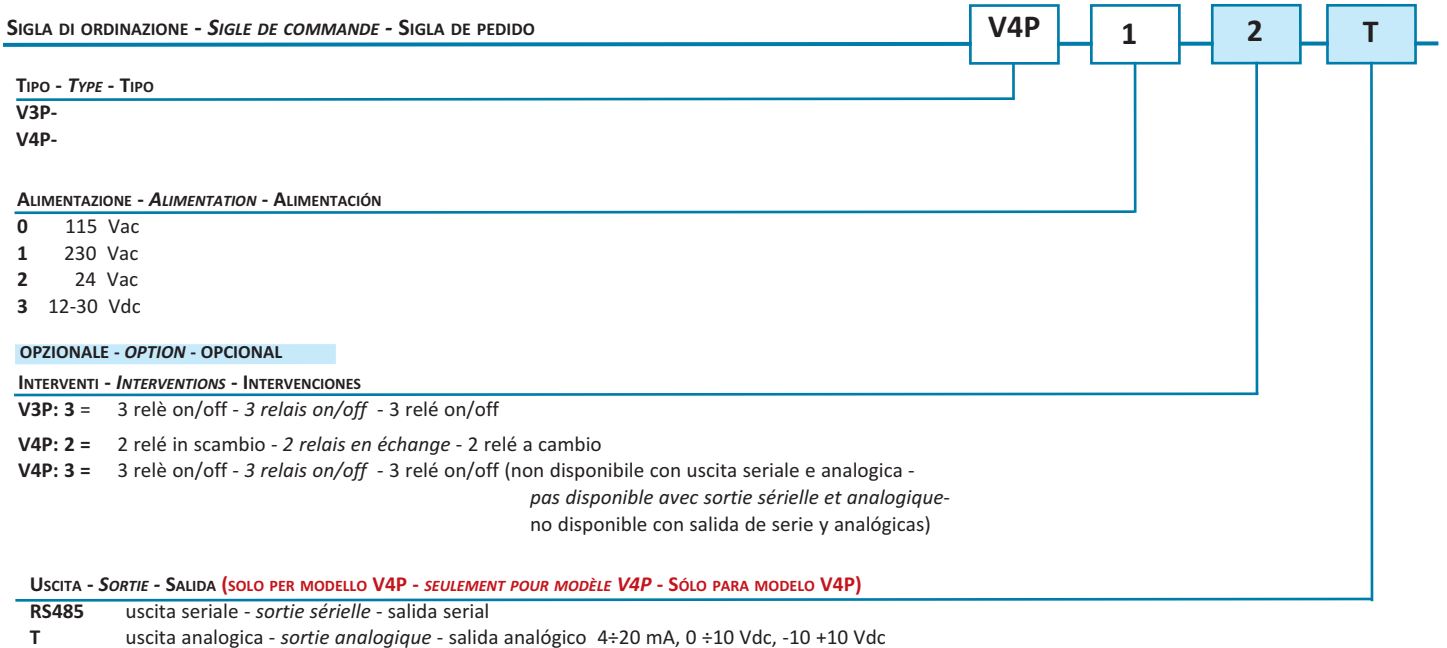 Sigla di ordinazione - Sigle de commande - Sigla de pedido
V4P 1 2 T
Tipo - Type - Tipo
V3P-
V4P-
Alimentazione - Alimentation - Alimentación
0 115 Vac
1 230 Vac
2 24 Vac
3 12-30 Vdc
OPZIONALE - OPTION - OPCIONAL
Interventi - Interventions - Intervenciones
V3P: 3 = 3 relè on/off - 3 relais on/off - 3 relé on/off
V4P: 2 = 2 relé in scambio - 2 relais en échange - 2 relé a cambio
V4P: 3 = 3 relè on/off - 3 relais on/off - 3 relé on/off (non disponibile con uscita seriale e analogica -
pas disponible avec sortie sérielle et analogique-
no disponible con salida de serie y analógicas)
Uscita - Sortie - Salida (solo per modello V4P - seulement pour modèle V4P - Sólo para modelo V4P)
RS485 uscita seriale - sortie sérielle - salida serial
T uscita analogica - sortie analogique - salida analógico 4÷20 mA, 0 ÷10 Vdc, -10 +10 Vdc